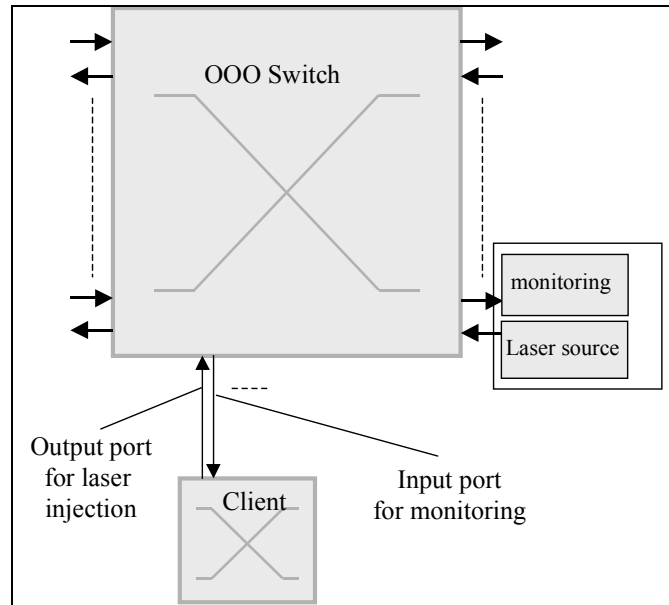 OOO Switch
monitoring
Laser source
Output port
for laser
injection
Client
Input port
for monitoring